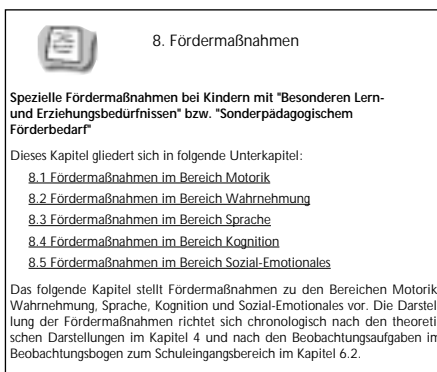 8. Fördermaßnahmen
Spezielle Fördermaßnahmen bei Kindern mit "Besonderen Lern-
und Erziehungsbedürfnissen" bzw. "Sonderpädagogischem
Förderbedarf"
Dieses Kapitel gliedert sich in folgende Unterkapitel:
8.1 Fördermaßnahmen im Bereich Motorik
8.2 Fördermaßnahmen im Bereich Wahrnehmung
8.3 Fördermaßnahmen im Bereich Sprache
8.4 Fördermaßnahmen im Bereich Kognition
8.5 Fördermaßnahmen im Bereich Sozial-Emotionales
Das folgende Kapitel stellt Fördermaßnahmen zu den Bereichen Motorik
Wahrnehmung, Sprache, Kognition und Sozial-Emotionales vor. Die Darstel
lung der Fördermaßnahmen richtet sich chronologisch nach den theoreti
schen Darstellungen im Kapitel 4 und nach den Beobachtungsaufgaben im
Beobachtungsbogen zum Schuleingangsbereich im Kapitel 6.2.